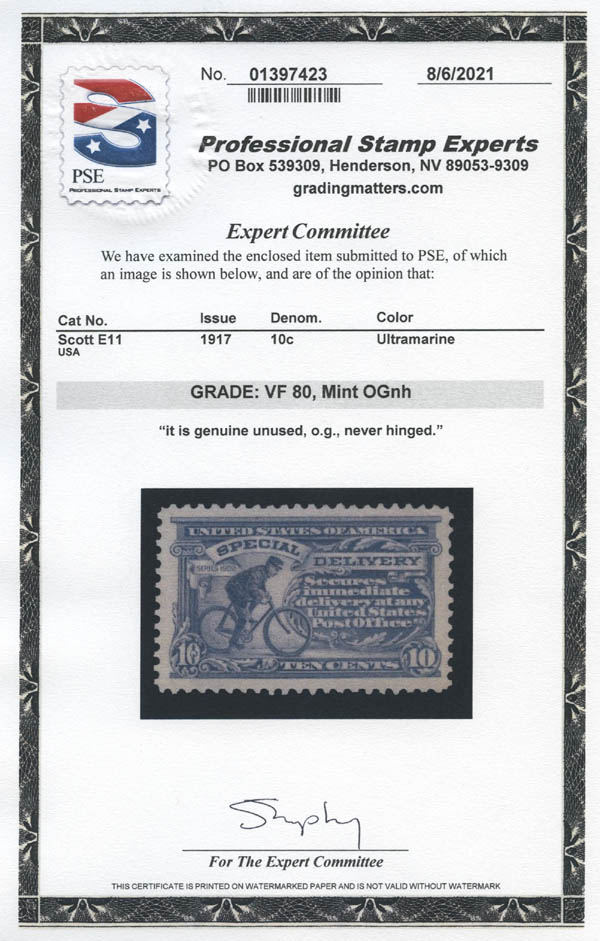 No. 01397423 8/6/2021
PSE
PROFESSIONAL STAMP EXPERTS
Professional Stamp Experts
PO Box 539309, Henderson, NV 89053-9309
gradingmatters.com
Expert Committee
We have examined the enclosed item submitted to PSE, of which
an image is shown below, and are of the opinion that:
Cat No. Issue Denom. Color
Scott E11 1917 10c Ultramarine
USA
GRADE: VF 80, Mint OGnh
“it is genuine unused, o.g., never hinged.”
UNITED STATES OF AMERICA
SPECIAL DELIVERY
SERIES 1902
Secures
immediate
delivery at any
United States
Post Office
10 TEN CENTS 10
For The Expert Committee
THIS CERTIFICATE IS PRINTED ON WATERMARKED PAPER AND IS NOT VALID WITHOUT WATERMARK